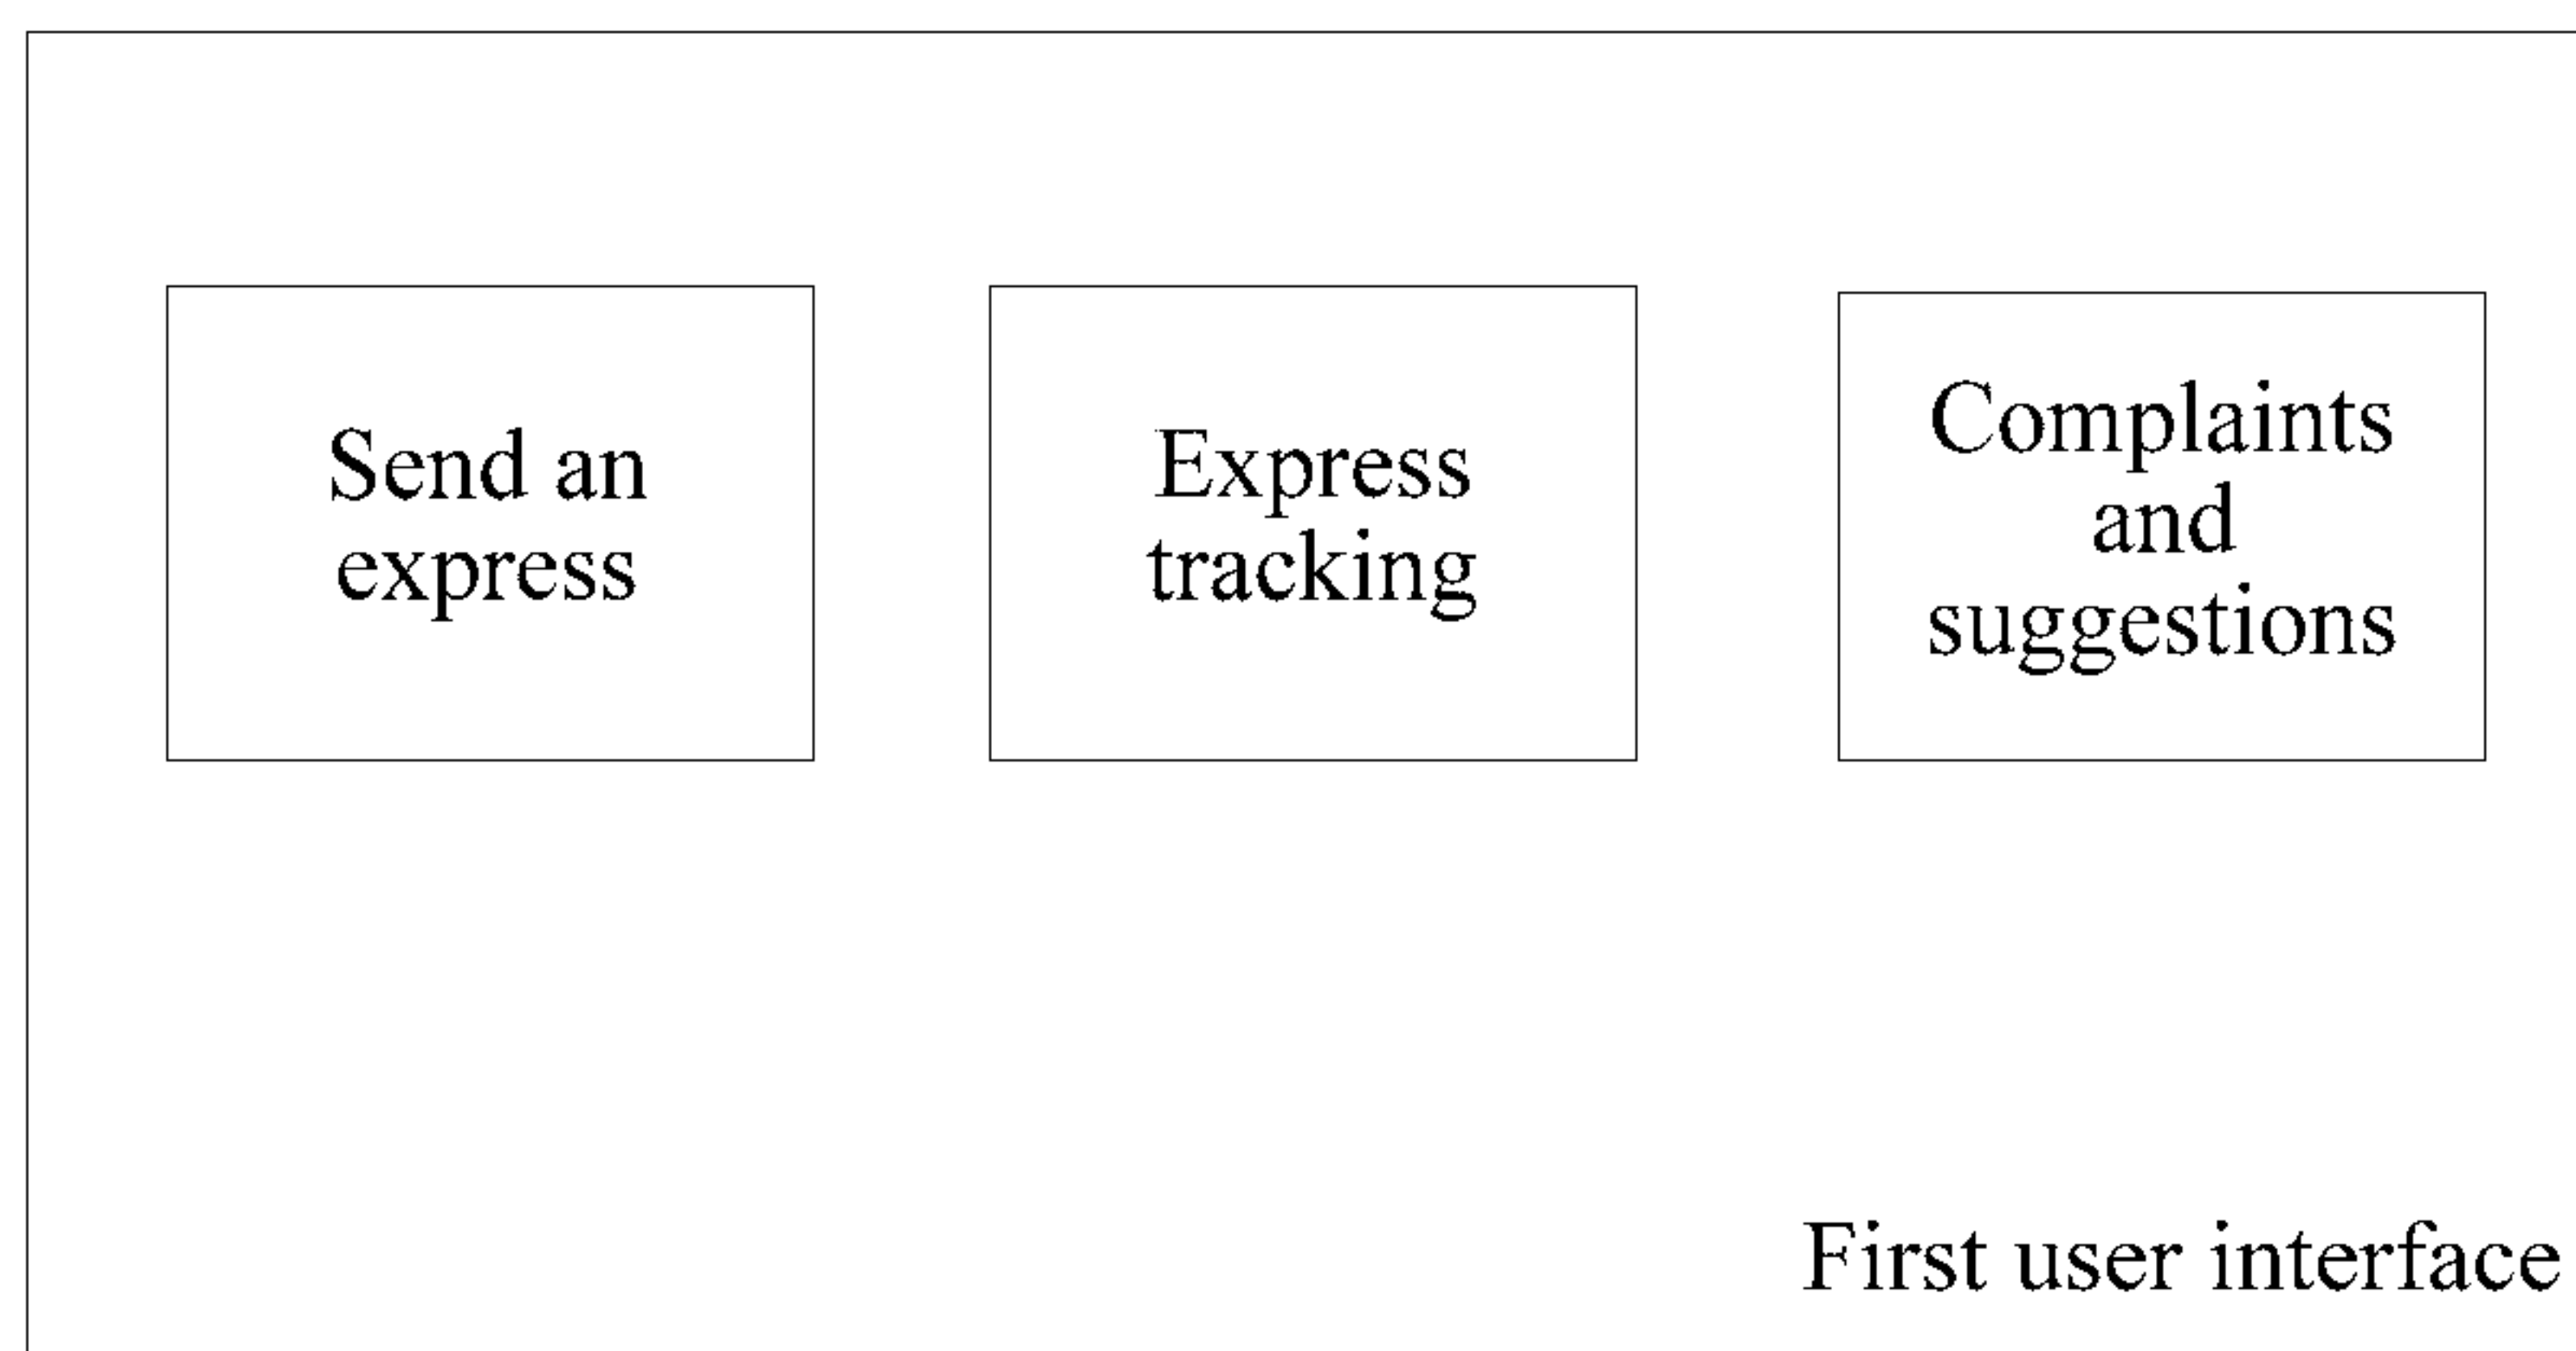 Send an
express
Express
tracking
Complaints
and
suggestions
First user interface